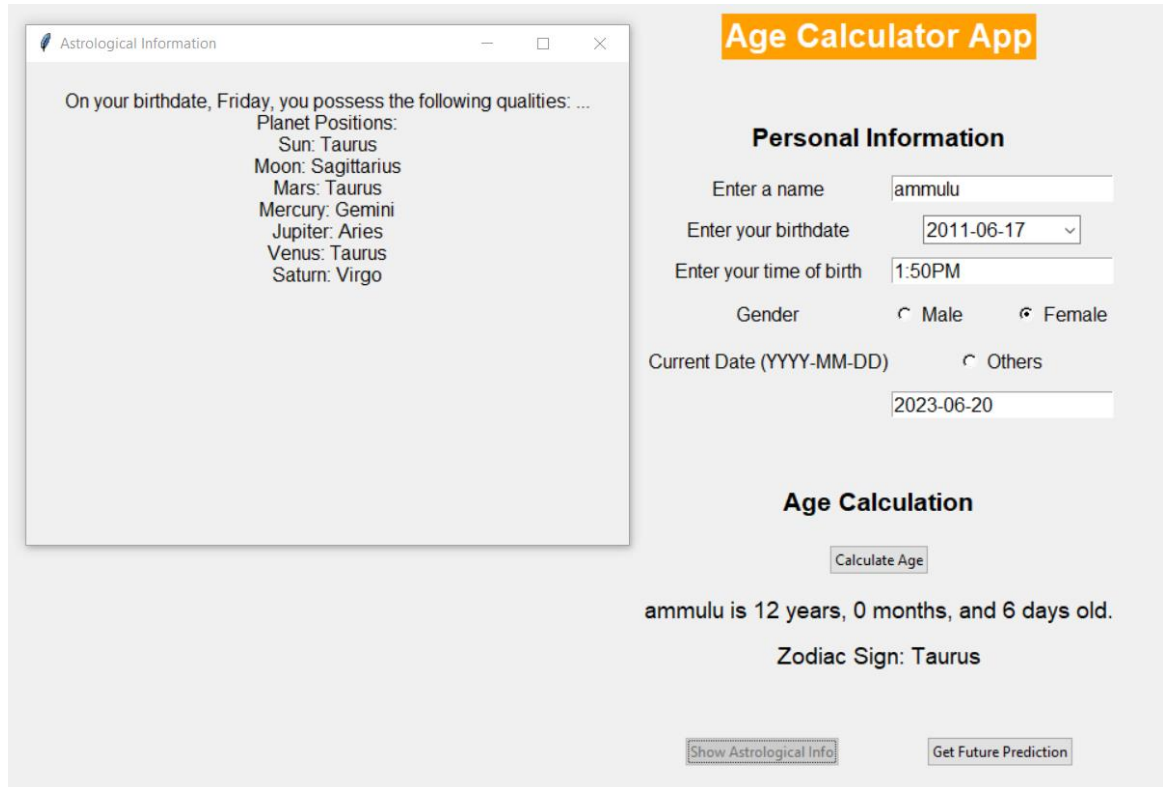 Astrological Information
On your birthdate, Friday, you possess the following qualities: ...
Planet Positions:
Sun: Taurus
Moon: Sagittarius
Mars: Taurus
Mercury: Gemini
Jupiter: Aries
Venus: Taurus
Saturn: Virgo
Age Calculator App
Personal Information
Enter a name ammulu
Enter your birthdate 2011-06-17
Enter your time of birth 1:50PM
Gender Male Female
Current Date (YYYY-MM-DD) Others
2023-06-20
Age Calculation
Calculate Age
ammulu is 12 years, 0 months, and 6 days old.
Zodiac Sign: Taurus
Show Astrological Info Get Future Prediction